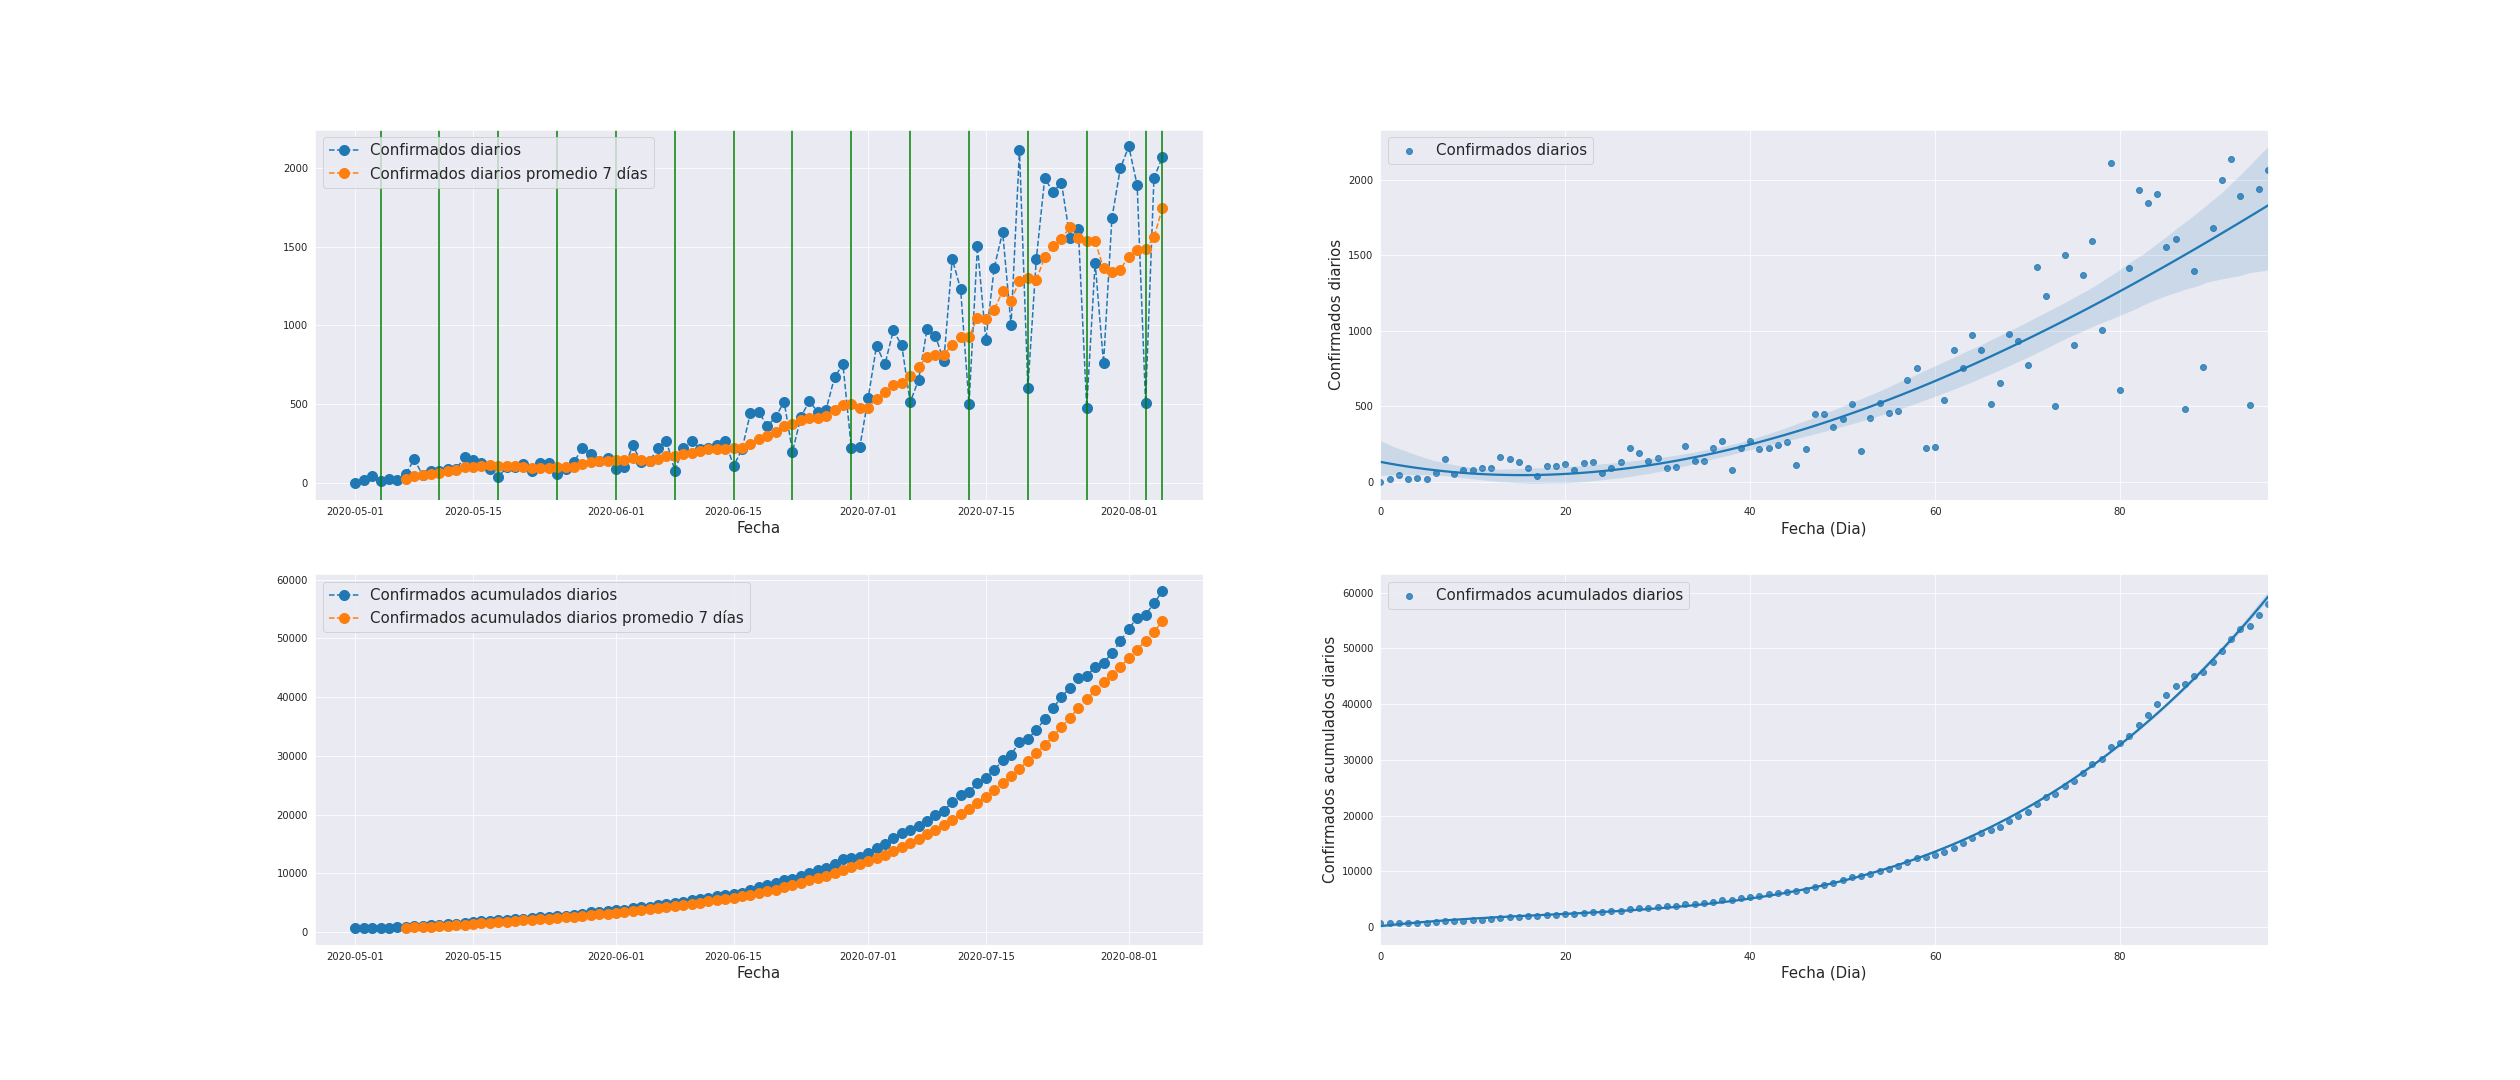 Confirmados diarios
Confirmados diarios promedio 7 días
2000
1500
1000
500
0
2020-05-01 2020-05-15 2020-06-01 2020-06-15 2020-07-01 2020-07-15 2020-08-01
Fecha
Confirmados diarios
Confirmados diarios
2000
1500
1000
500
0
0 20 40 60 80
Fecha (Dia)
Confirmados acumulados diarios
Confirmados acumulados diarios promedio 7 días
60000
50000
40000
30000
20000
10000
0
2020-05-01 2020-05-15 2020-06-01 2020-06-15 2020-07-01 2020-07-15 2020-08-01
Fecha
Confirmados acumulados diarios
Confirmados acumulados diarios
60000
50000
40000
30000
20000
10000
0
0 20 40 60 80
Fecha (Dia)